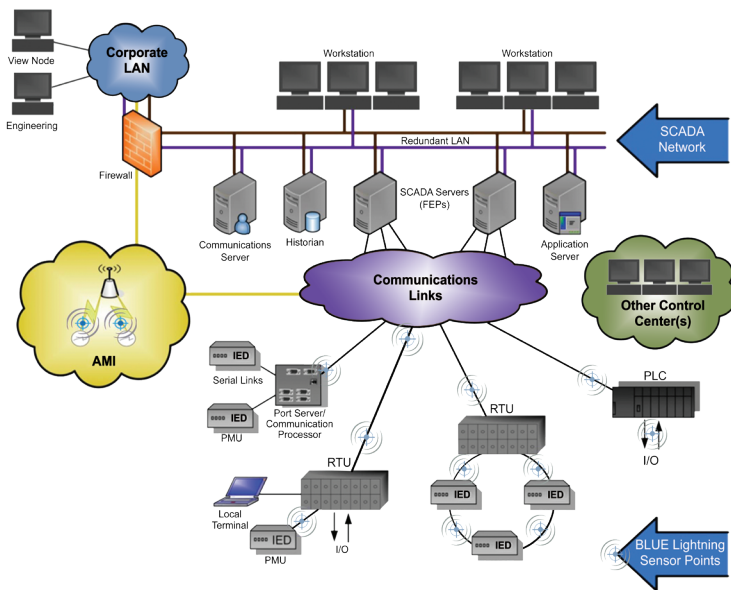 Corporate
LAN
View Node
Engineering
Firewall
Workstation
Workstation
Redundant LAN
SCADA
Network
Communications
Server
Historian
SCADA Servers
(FEPs)
Application
Server
Communications
Links
Other Control
Center(s)
AMI
IED
Serial Links
IED
PMU
Port Server/
Communication
Processor
RTU
Local
Terminal
IED
PMU
I/O
RTU
IED
IED
IED
PLC
I/O
BLUE Lightning
Sensor Points